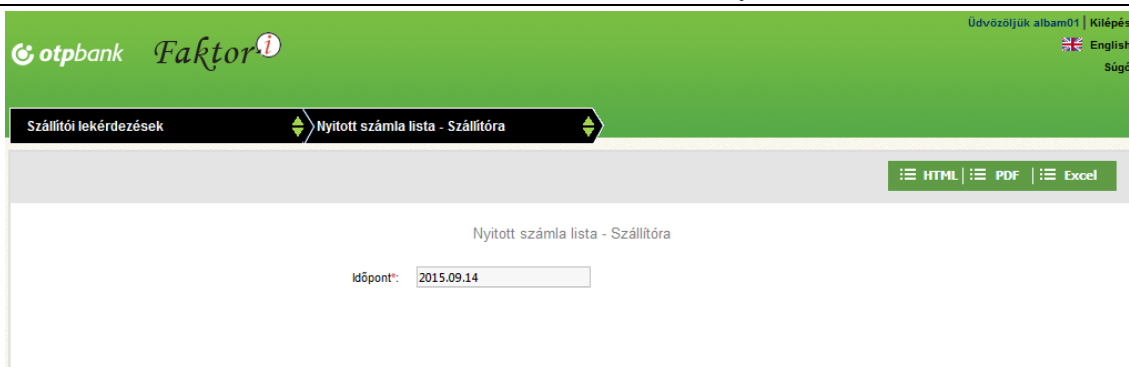 Üdvözöljük albam01 | Kilépés
otpbank Faktor i
English
Súgó
Szállítói lekérdezések Nyitott számla lista - Szállítóra
HTML | PDF | Excel
Nyitott számla lista - Szállítóra
Időpont*: 2015.09.14